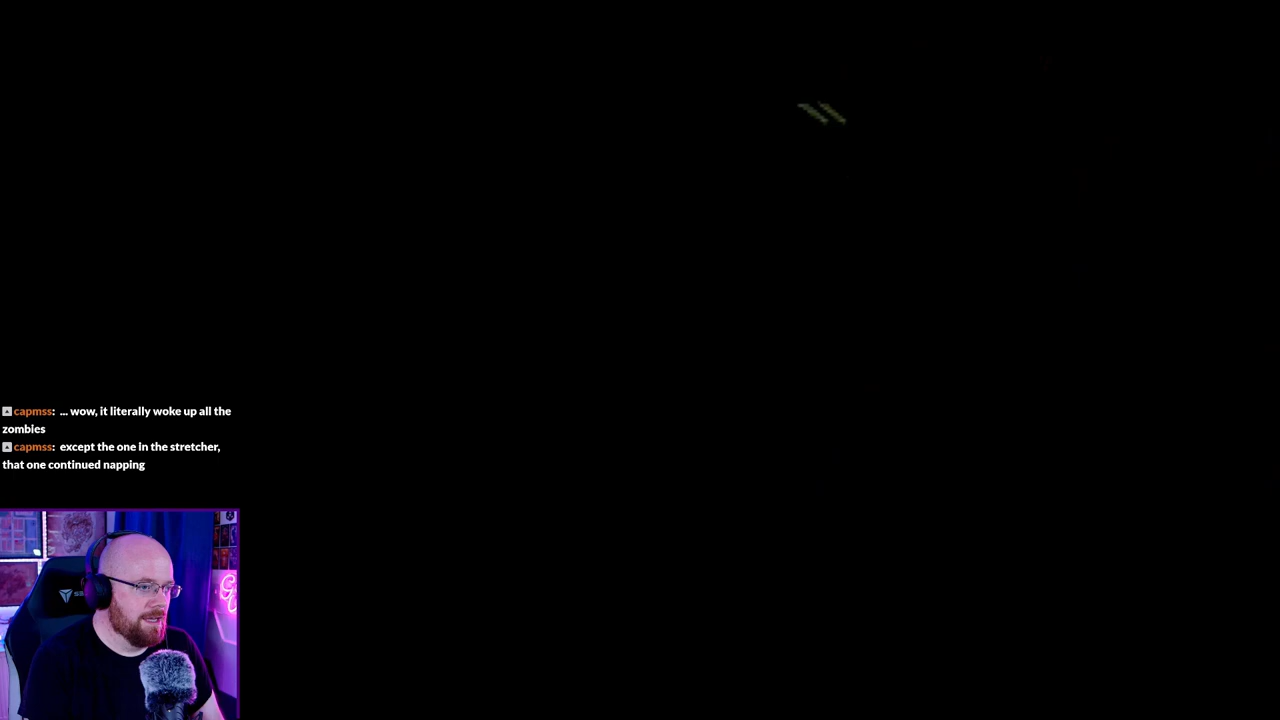 capmss: ... wow, it literally woke up all the
zombies
capmss: except the one in the stretcher,
that one continued napping